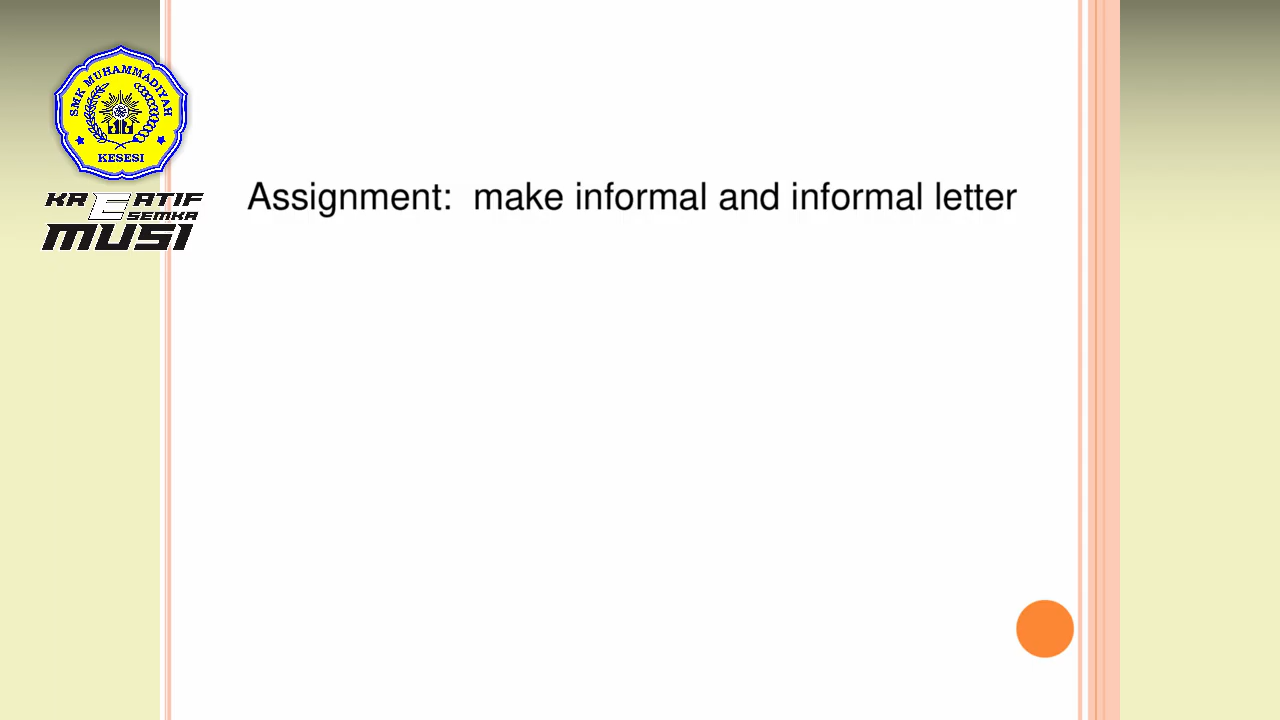 SMK MUHAMMADIYAH
KESESI
KREATIF
SEMKA
MUSI
Assignment:  make informal and informal letter